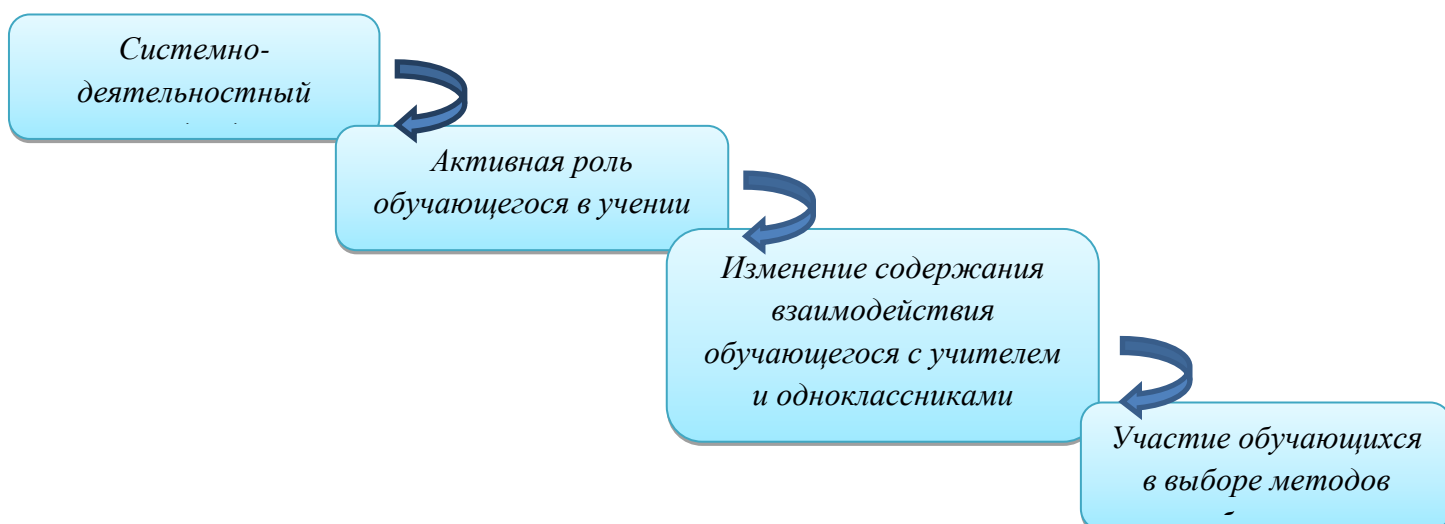 Системно-
деятельностный
Активная роль
обучающегося в учении
Изменение содержания
взаимодействия
обучающегося с учителем
и одноклассниками
Участие обучающихся
в выборе методов